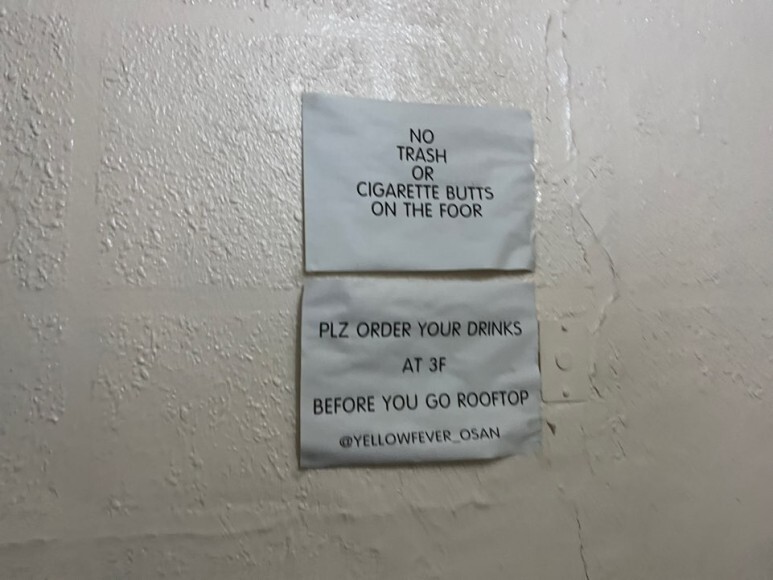 NO
TRASH
OR
CIGARETTE BUTTS
ON THE FOOR
PLZ ORDER YOUR DRINKS
AT 3F
BEFORE YOU GO ROOFTOP
@YELLOWFEVER_OSAN